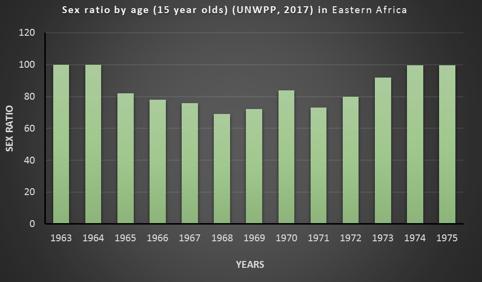 Sex ratio by age (15 year olds) (UNWPP, 2017) in Eastern Africa
120
100
80
60
40
20
0
SEX RATIO
1963 1964 1965 1966 1967 1968 1969 1970 1971 1972 1973 1974 1975
YEARS